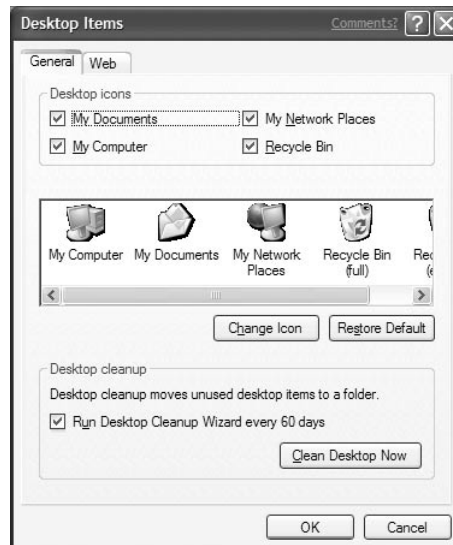 Desktop Items Comments? ? X
General Web
Desktop icons
My Documents My Network Places
My Computer Recycle Bin
My Computer My Documents My Network Places Recycle Bin (full) Rec (e
Change Icon Restore Default
Desktop cleanup
Desktop cleanup moves unused desktop items to a folder.
Run Desktop Cleanup Wizard every 60 days
Clean Desktop Now
OK Cancel